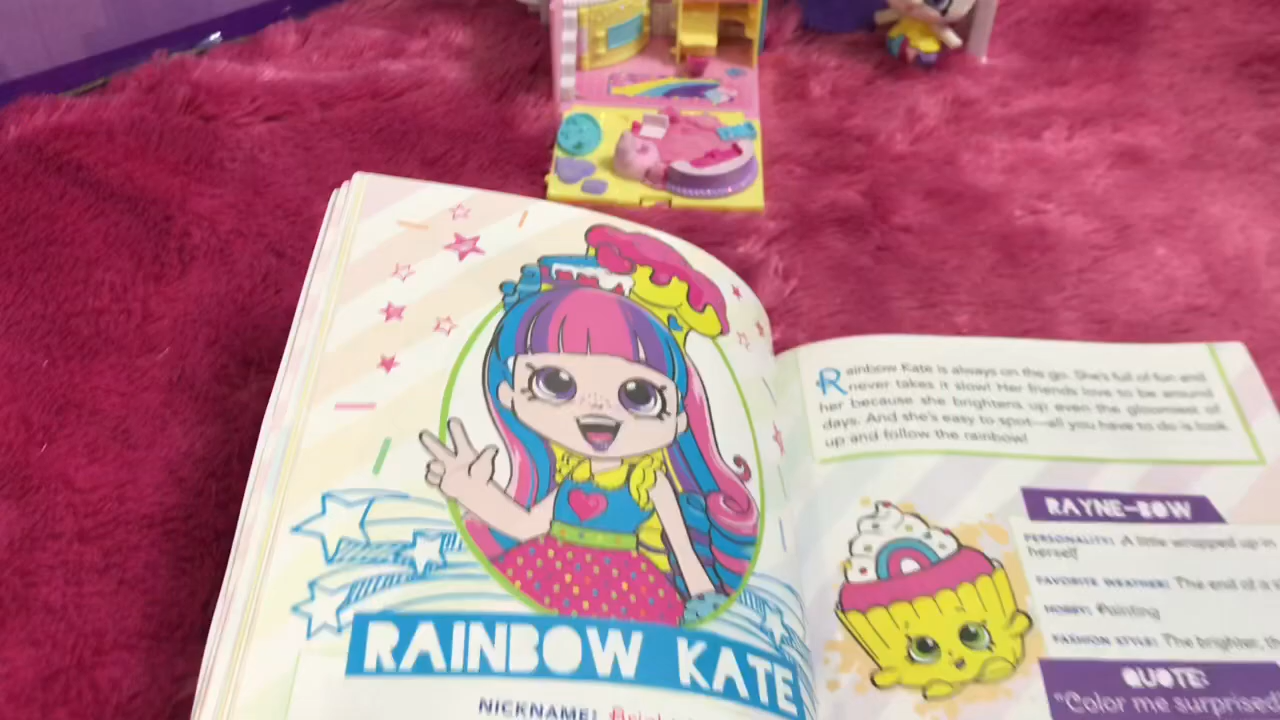 RAINBOW KATE
NICKNAME:
Rainbow Kate is always on the go. She's full of fun and
never takes it slow! Her friends love to be around
her because she brightens up even the gloomiest of
days. And she's easy to spot—all you have to do is look
up and follow the rainbow!
RAYNE-BOW
PERSONALITY: A little wrapped up in
herself
FAVORITE WEATHER: The end of a
HOBBY: Painting
FASHION STYLE: The brighter, th
QUOTE:
"Color me surprised